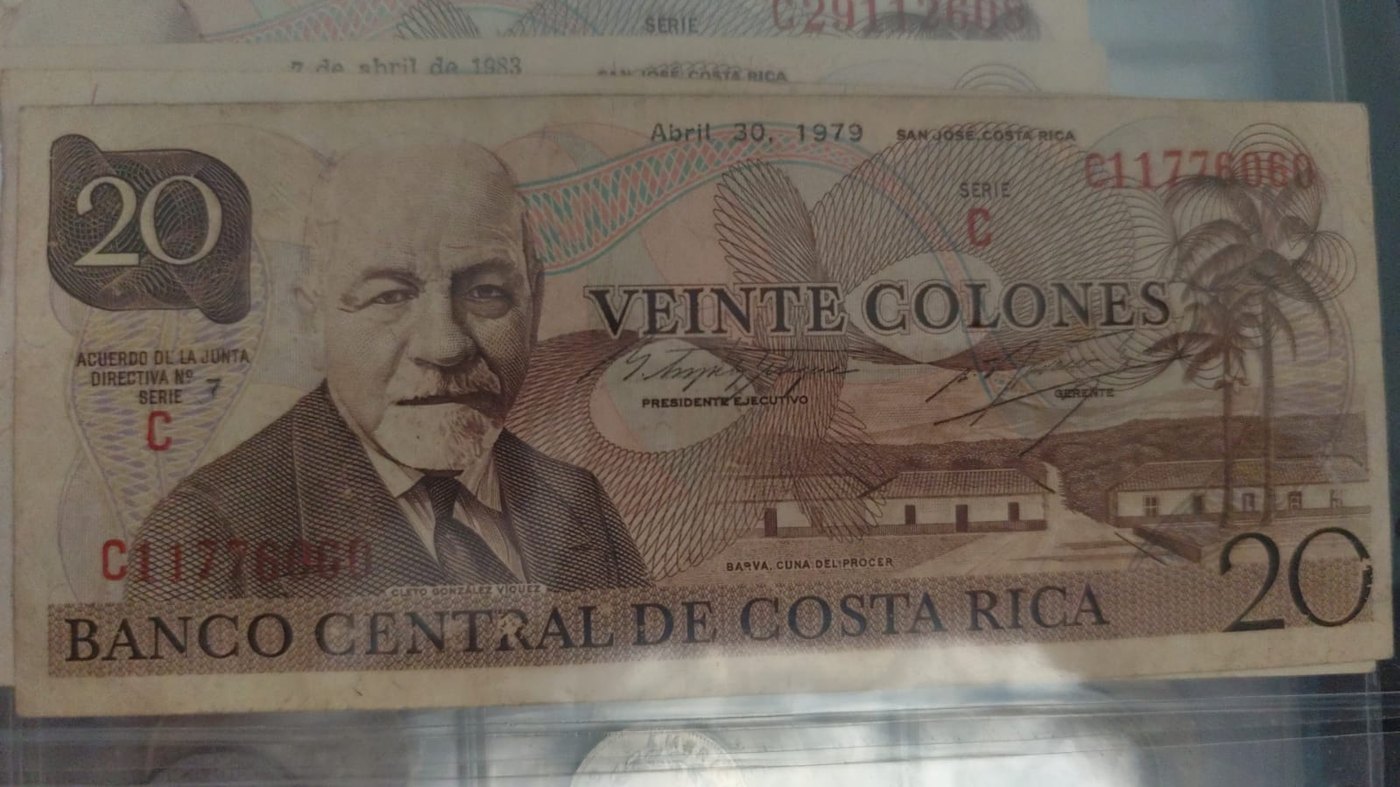 SERIE
C29112608
7 de abril de 1983
SAN JOSE, COSTA RICA
20
Abril 30, 1979
SAN JOSE, COSTA RICA
C11776060
SERIE
C
VEINTE COLONES
ACUERDO DE LA JUNTA
DIRECTIVA Nº 7
SERIE
C
PRESIDENTE EJECUTIVO
GERENTE
C11776060
BARVA, CUNA DEL PROCER
CLETO GONZÁLEZ VIQUEZ
BANCO CENTRAL DE COSTA RICA
20